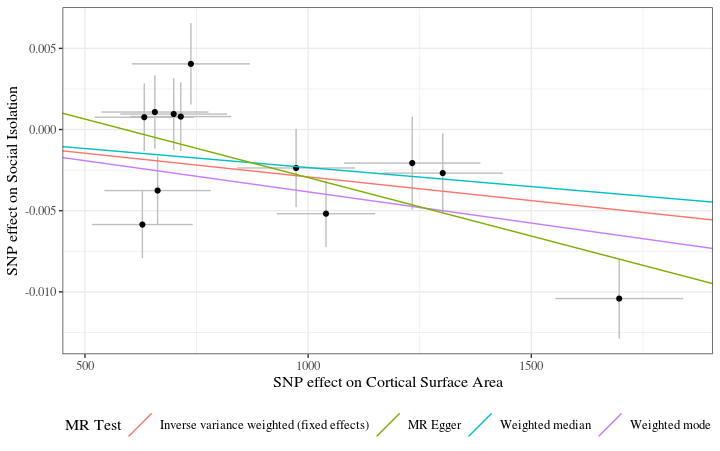 SNP effect on Social Isolation
0.005
0.000
-0.005
-0.010
500
1000
1500
SNP effect on Cortical Surface Area
MR Test
Inverse variance weighted (fixed effects)
MR Egger
Weighted median
Weighted mode